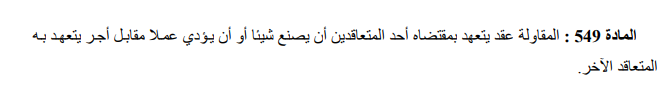 المادة 549 : المقاولة عقد يتعهد بمقتضاه أحد المتعاقدين أن يصنع شيئا أو أن يؤدي عملا مقابل أجر يتعهد به
المتعاقد الآخر.